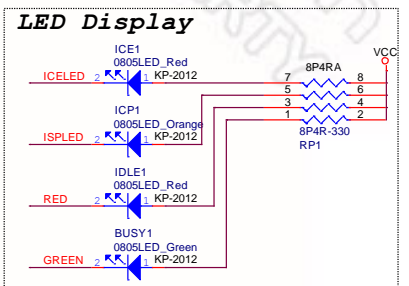 LED Display
ICE1
0805LED_Red
ICELED 2 1 KP-2012
ICP1
0805LED_Orange
ISPLED 2 1 KP-2012
IDLE1
0805LED_Red
RED 2 1 KP-2012
BUSY1
0805LED_Green
GREEN 2 1 KP-2012
VCC
8P4RA
7 8
5 6
3 4
1 2
8P4R-330
RP1